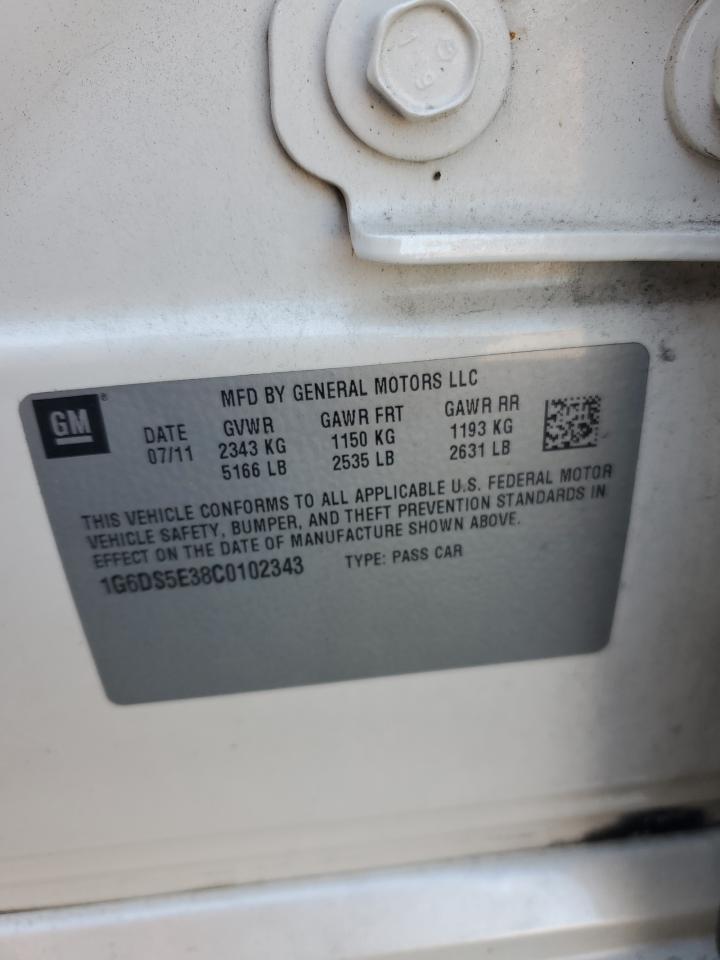 MFD BY GENERAL MOTORS LLC
GM ®
DATE GVWR GAWR FRT GAWR RR
07/11 2343 KG 1150 KG 1193 KG
5166 LB 2535 LB 2631 LB
THIS VEHICLE CONFORMS TO ALL APPLICABLE U.S. FEDERAL MOTOR
VEHICLE SAFETY, BUMPER, AND THEFT PREVENTION STANDARDS IN
EFFECT ON THE DATE OF MANUFACTURE SHOWN ABOVE.
1G6DS5E38C0102343 TYPE: PASS CAR